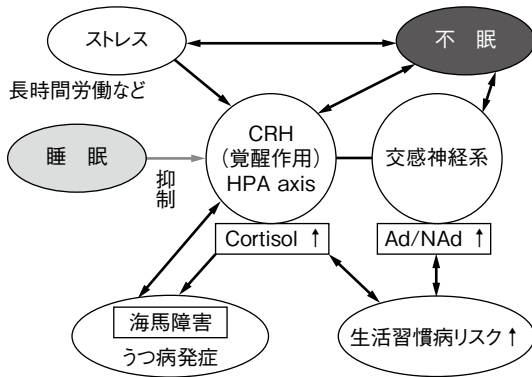 ストレス
不　眠
長時間労働など
睡　眠
抑制
CRH
（覚醒作用）
HPA axis
交感神経系
Cortisol ↑
Ad/NAd ↑
海馬障害
うつ病発症
生活習慣病リスク↑